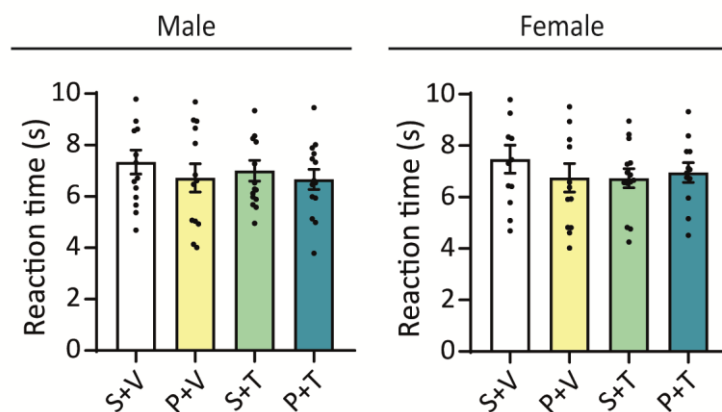 Male
Reaction time (s)
10
8
6
4
2
0
S+V
P+V
S+T
P+T
Female
Reaction time (s)
10
8
6
4
2
0
S+V
P+V
S+T
P+T